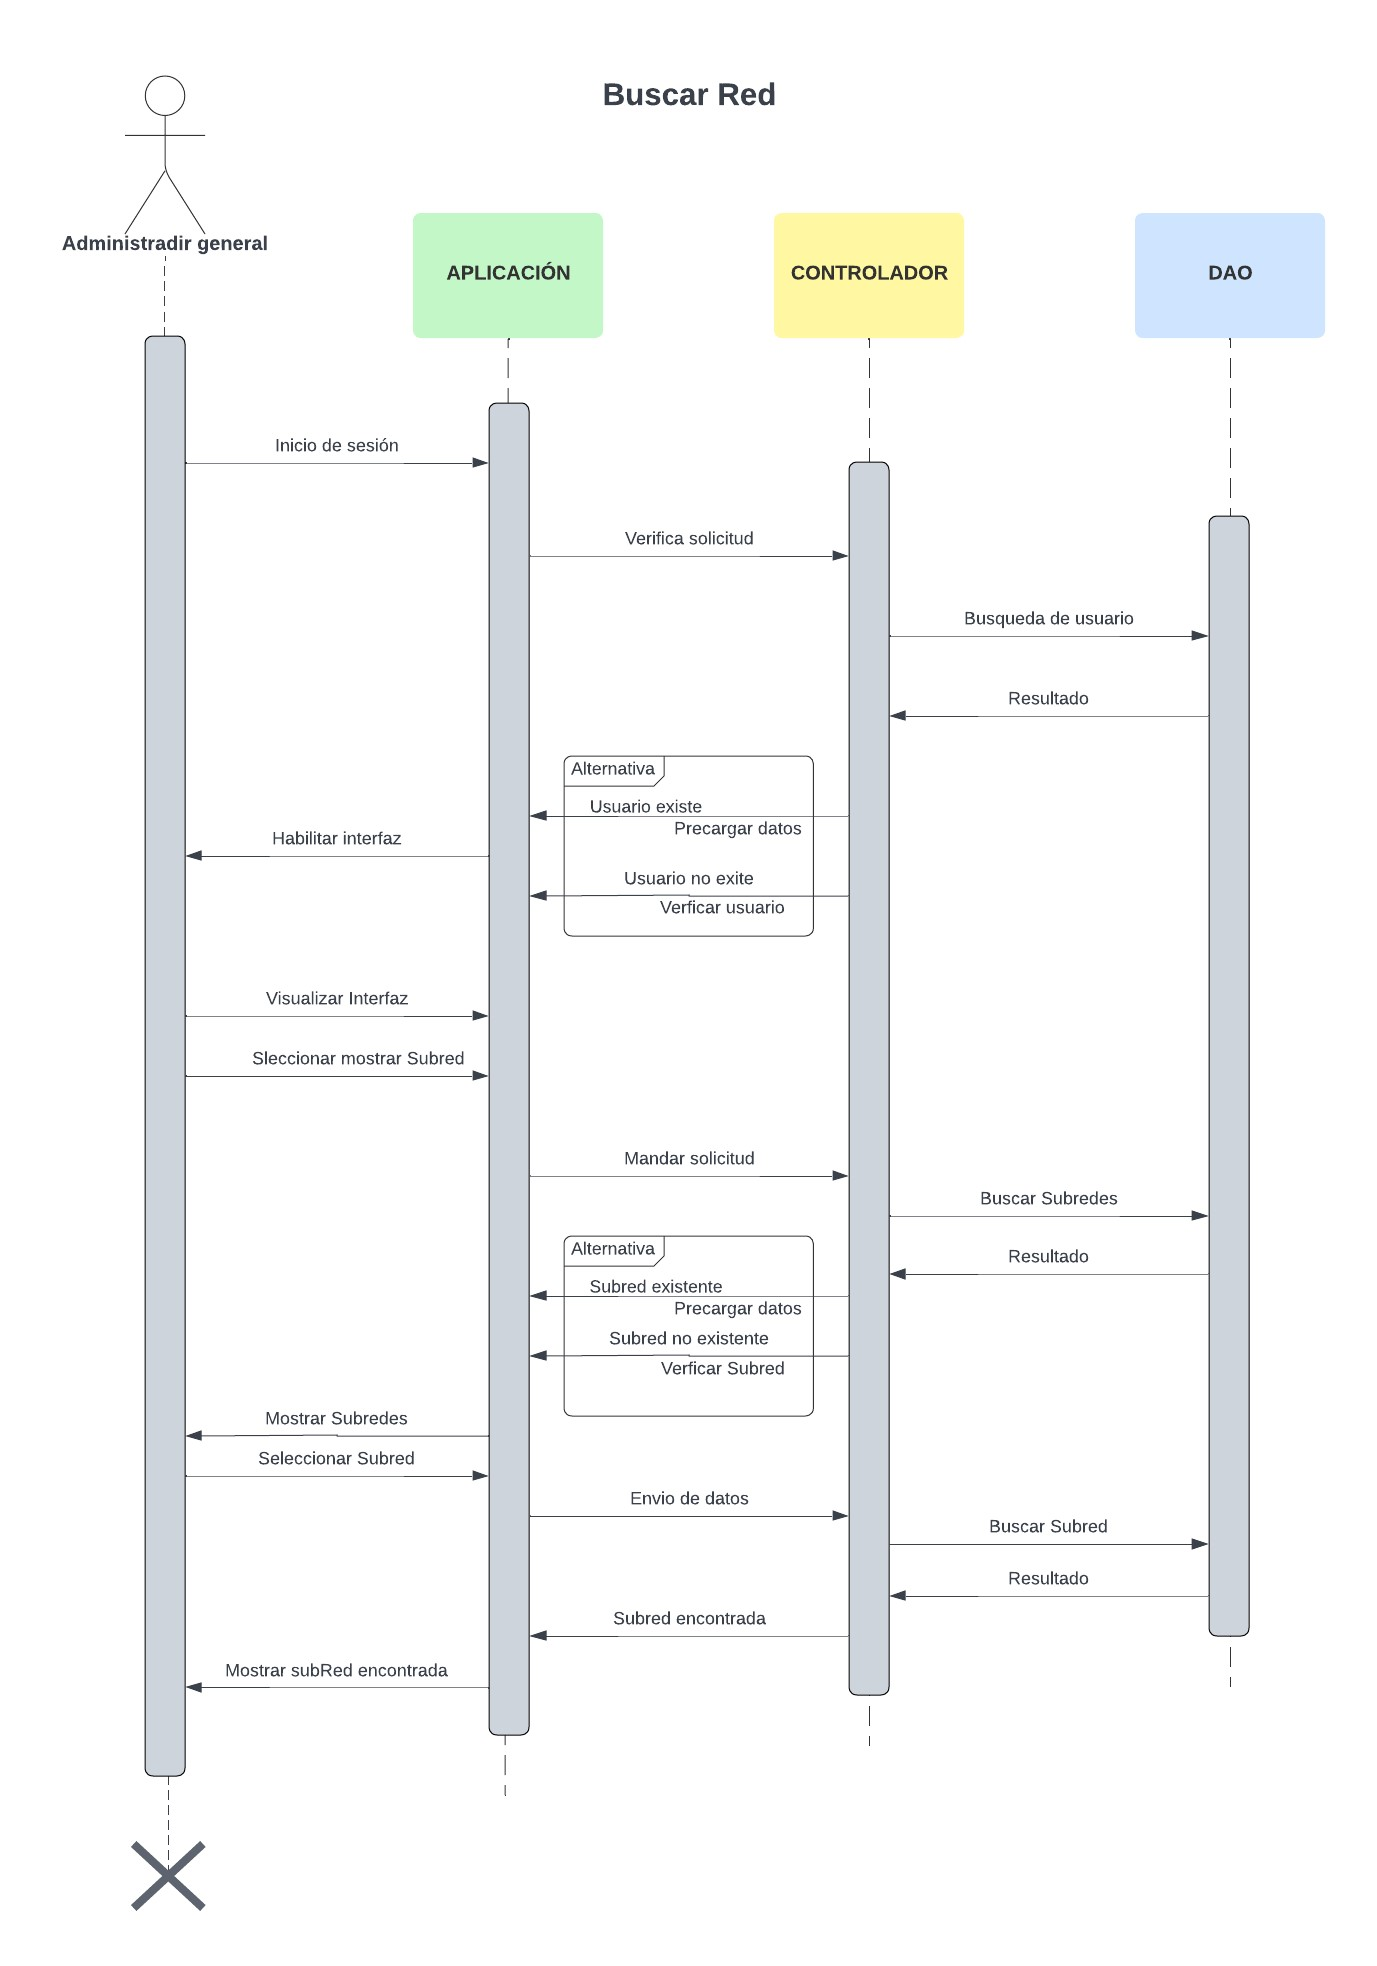 Buscar Red
Administradir general
APLICACIÓN
CONTROLADOR
DAO
Inicio de sesión
Verifica solicitud
Busqueda de usuario
Resultado
Alternativa
Usuario existe
Precargar datos
Habilitar interfaz
Usuario no exite
Verficar usuario
Visualizar Interfaz
Sleccionar mostrar Subred
Mandar solicitud
Buscar Subredes
Alternativa
Resultado
Subred existente
Precargar datos
Subred no existente
Verficar Subred
Mostrar Subredes
Seleccionar Subred
Envio de datos
Buscar Subred
Resultado
Subred encontrada
Mostrar subRed encontrada